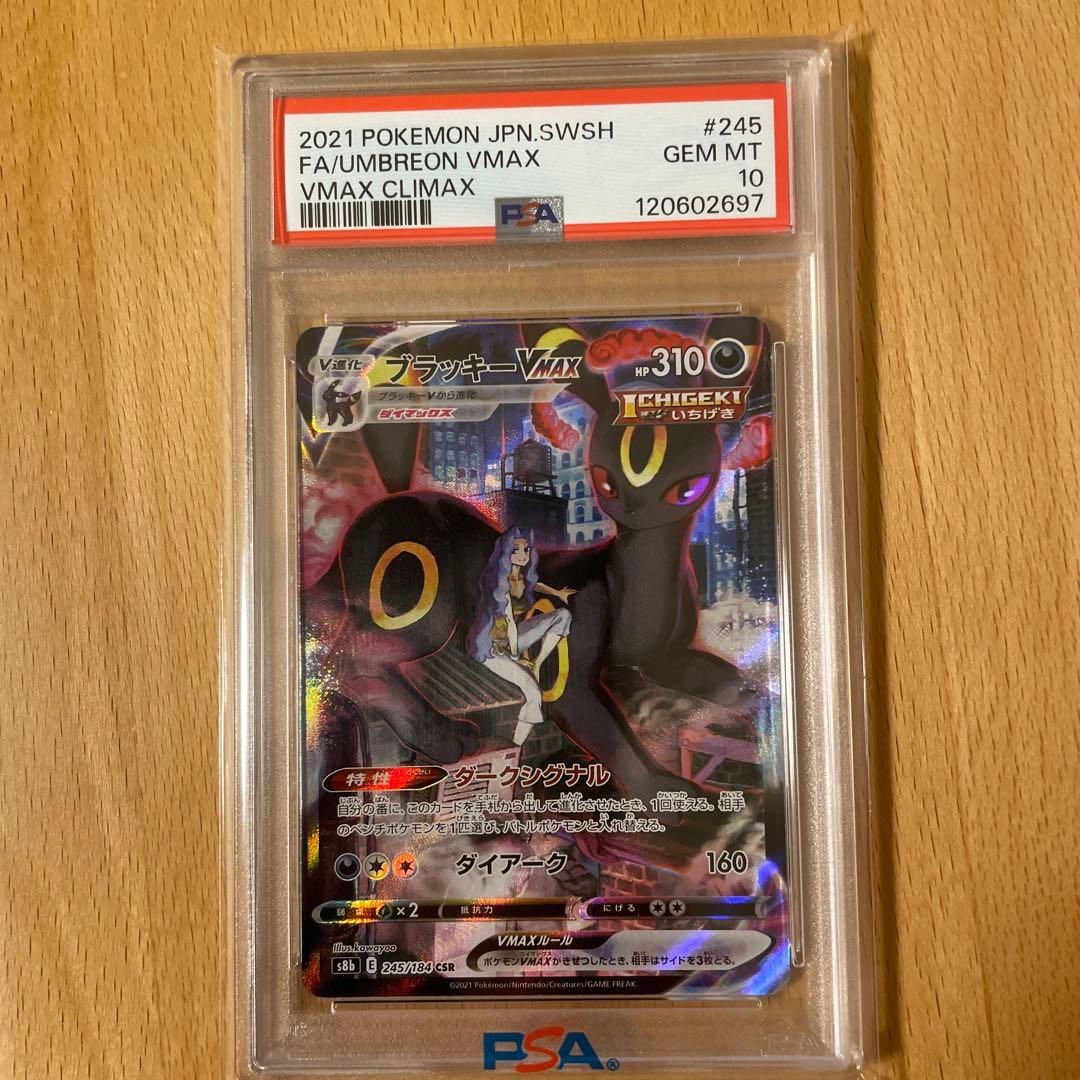 2021 POKEMON JPN.SWSH #245
FA/UMBREON VMAX GEM MT
VMAX CLIMAX 10
PSA 120602697
V進化 ブラッキーVMAX HP310
ブラッキーVから進化
ダイマックス
ICHIGEKI
いちげき
特性 ダークシグナル
自分の番に、このカードを手札から出して進化させたとき、1回使える。相手
のベンチポケモンを1匹選び、バトルポケモンと入れ替える。
ダイアーク 160
×2 抵抗力 にげる
Illus.kawayoo
VMAXルール
ポケモンVMAXがきぜつしたとき、相手はサイドを3枚とる。
s8b E 245/184 CSR
©2021 Pokémon/Nintendo/Creatures/GAME FREAK.
PSA®